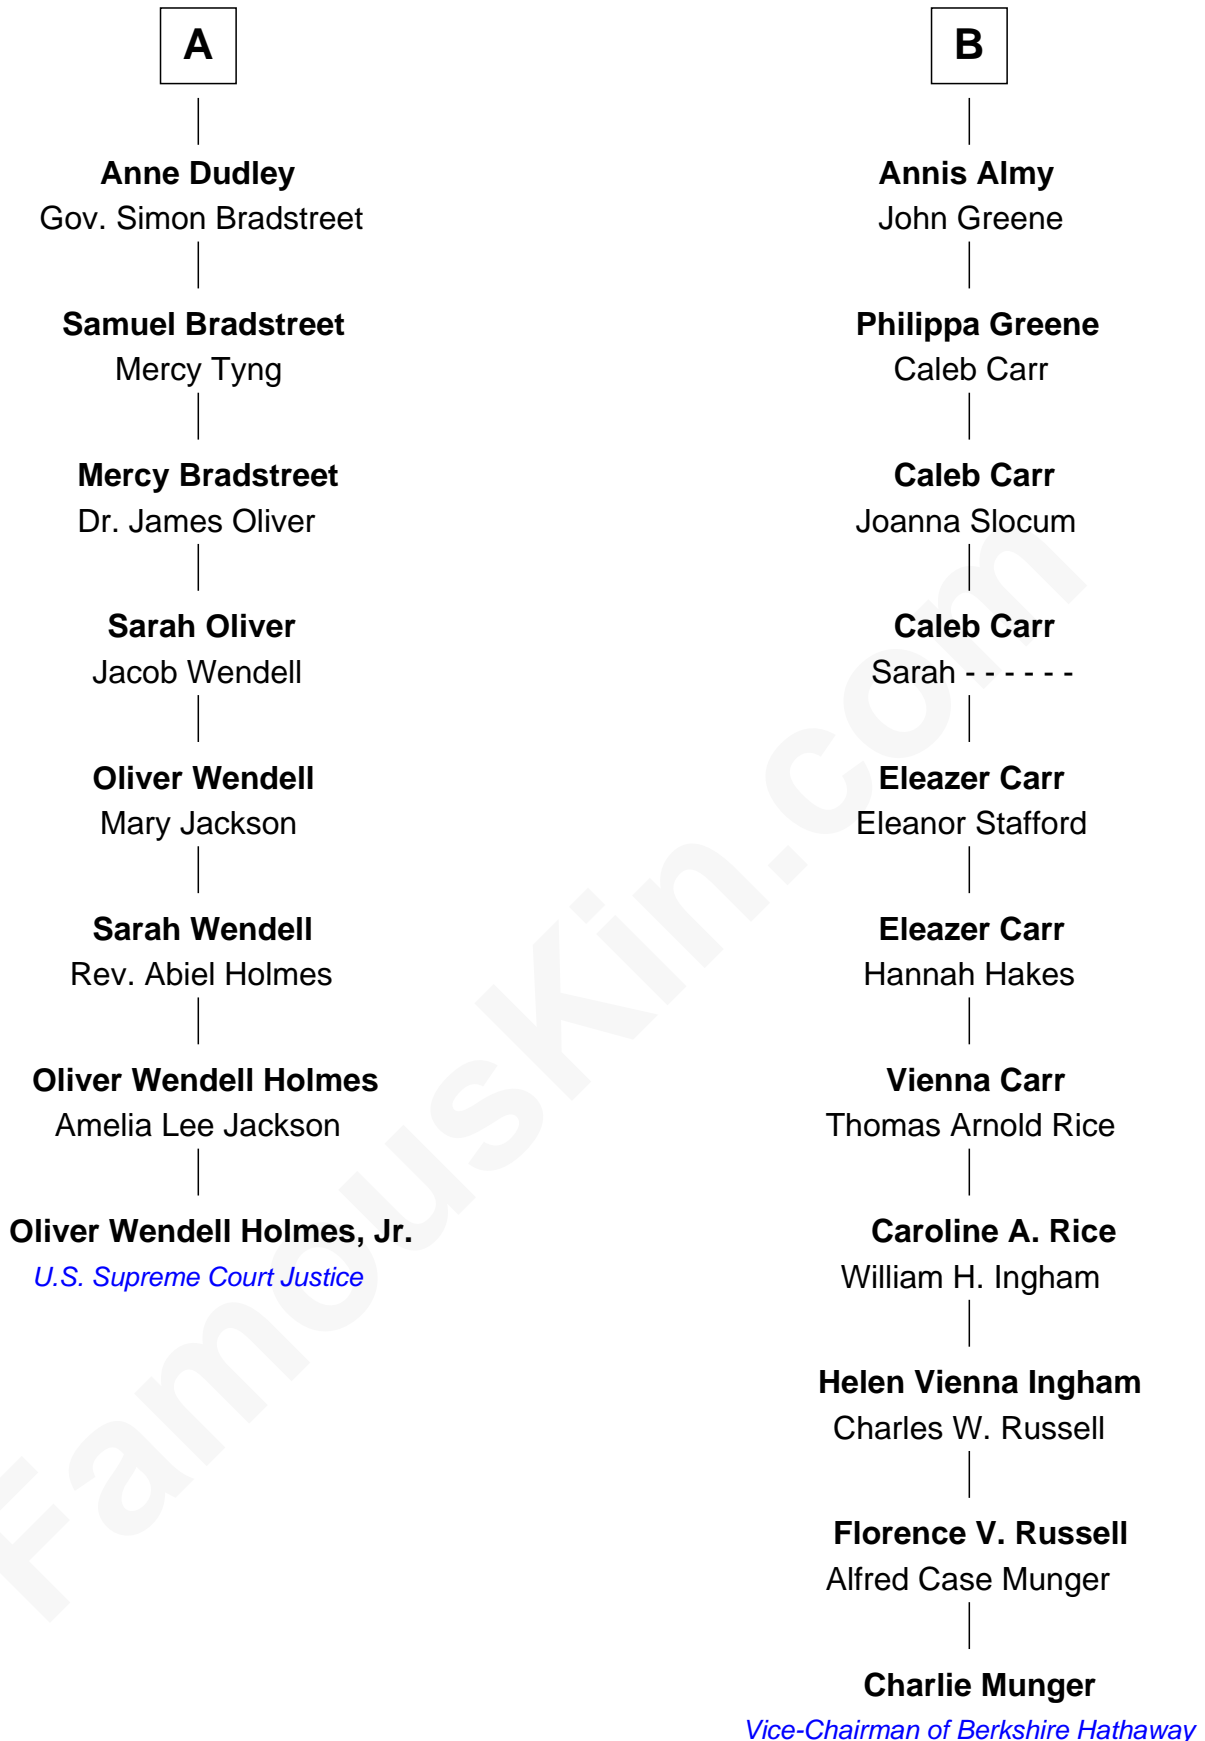 A
Anne Dudley
Gov. Simon Bradstreet
Samuel Bradstreet
Mercy Tyng
Mercy Bradstreet
Dr. James Oliver
Sarah Oliver
Jacob Wendell
Oliver Wendell
Mary Jackson
Sarah Wendell
Rev. Abiel Holmes
Oliver Wendell Holmes
Amelia Lee Jackson
Oliver Wendell Holmes, Jr.
U.S. Supreme Court Justice
B
Annis Almy
John Greene
Philippa Greene
Caleb Carr
Caleb Carr
Joanna Slocum
Caleb Carr
Sarah - - - - - -
Eleazer Carr
Eleanor Stafford
Eleazer Carr
Hannah Hakes
Vienna Carr
Thomas Arnold Rice
Caroline A. Rice
William H. Ingham
Helen Vienna Ingham
Charles W. Russell
Florence V. Russell
Alfred Case Munger
Charlie Munger
Vice-Chairman of Berkshire Hathaway
FamousKin.com